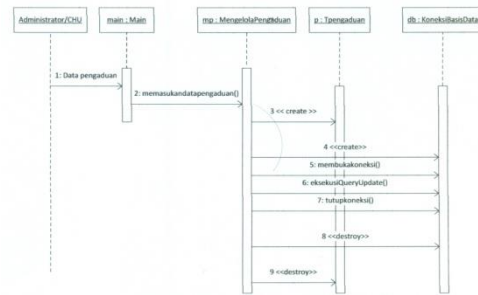 Administrator/CHU
main : Main
mp : MengelolaPengaduan
p : Tpengaduan
db : KoneksiBasisData
1: Data pengaduan
2: memasukandatapengaduan()
3 << create >>
4 <<create>>
5: membukakoneksi()
6: eksekusiQueryUpdate()
7: tutupkoneksi()
8 <<destroy>>
9 <<destroy>>